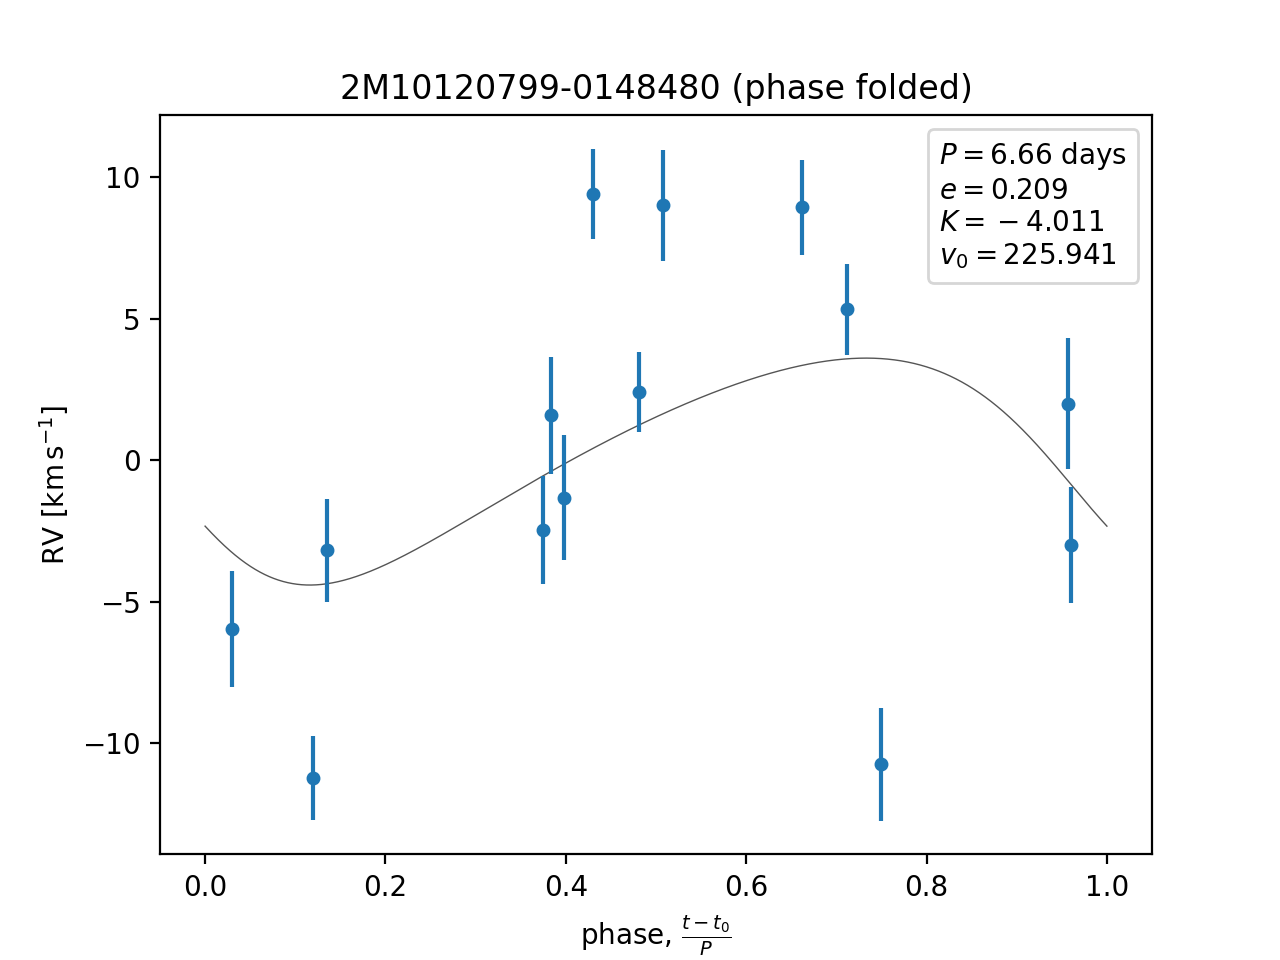 2M10120799-0148480 (phase folded)
P = 6.66 days
e = 0.209
K = −4.011
v₀ = 225.941
10
5
0
−5
−10
RV [km s⁻¹]
0.0 0.2 0.4 0.6 0.8 1.0
phase, (t − t₀)/P